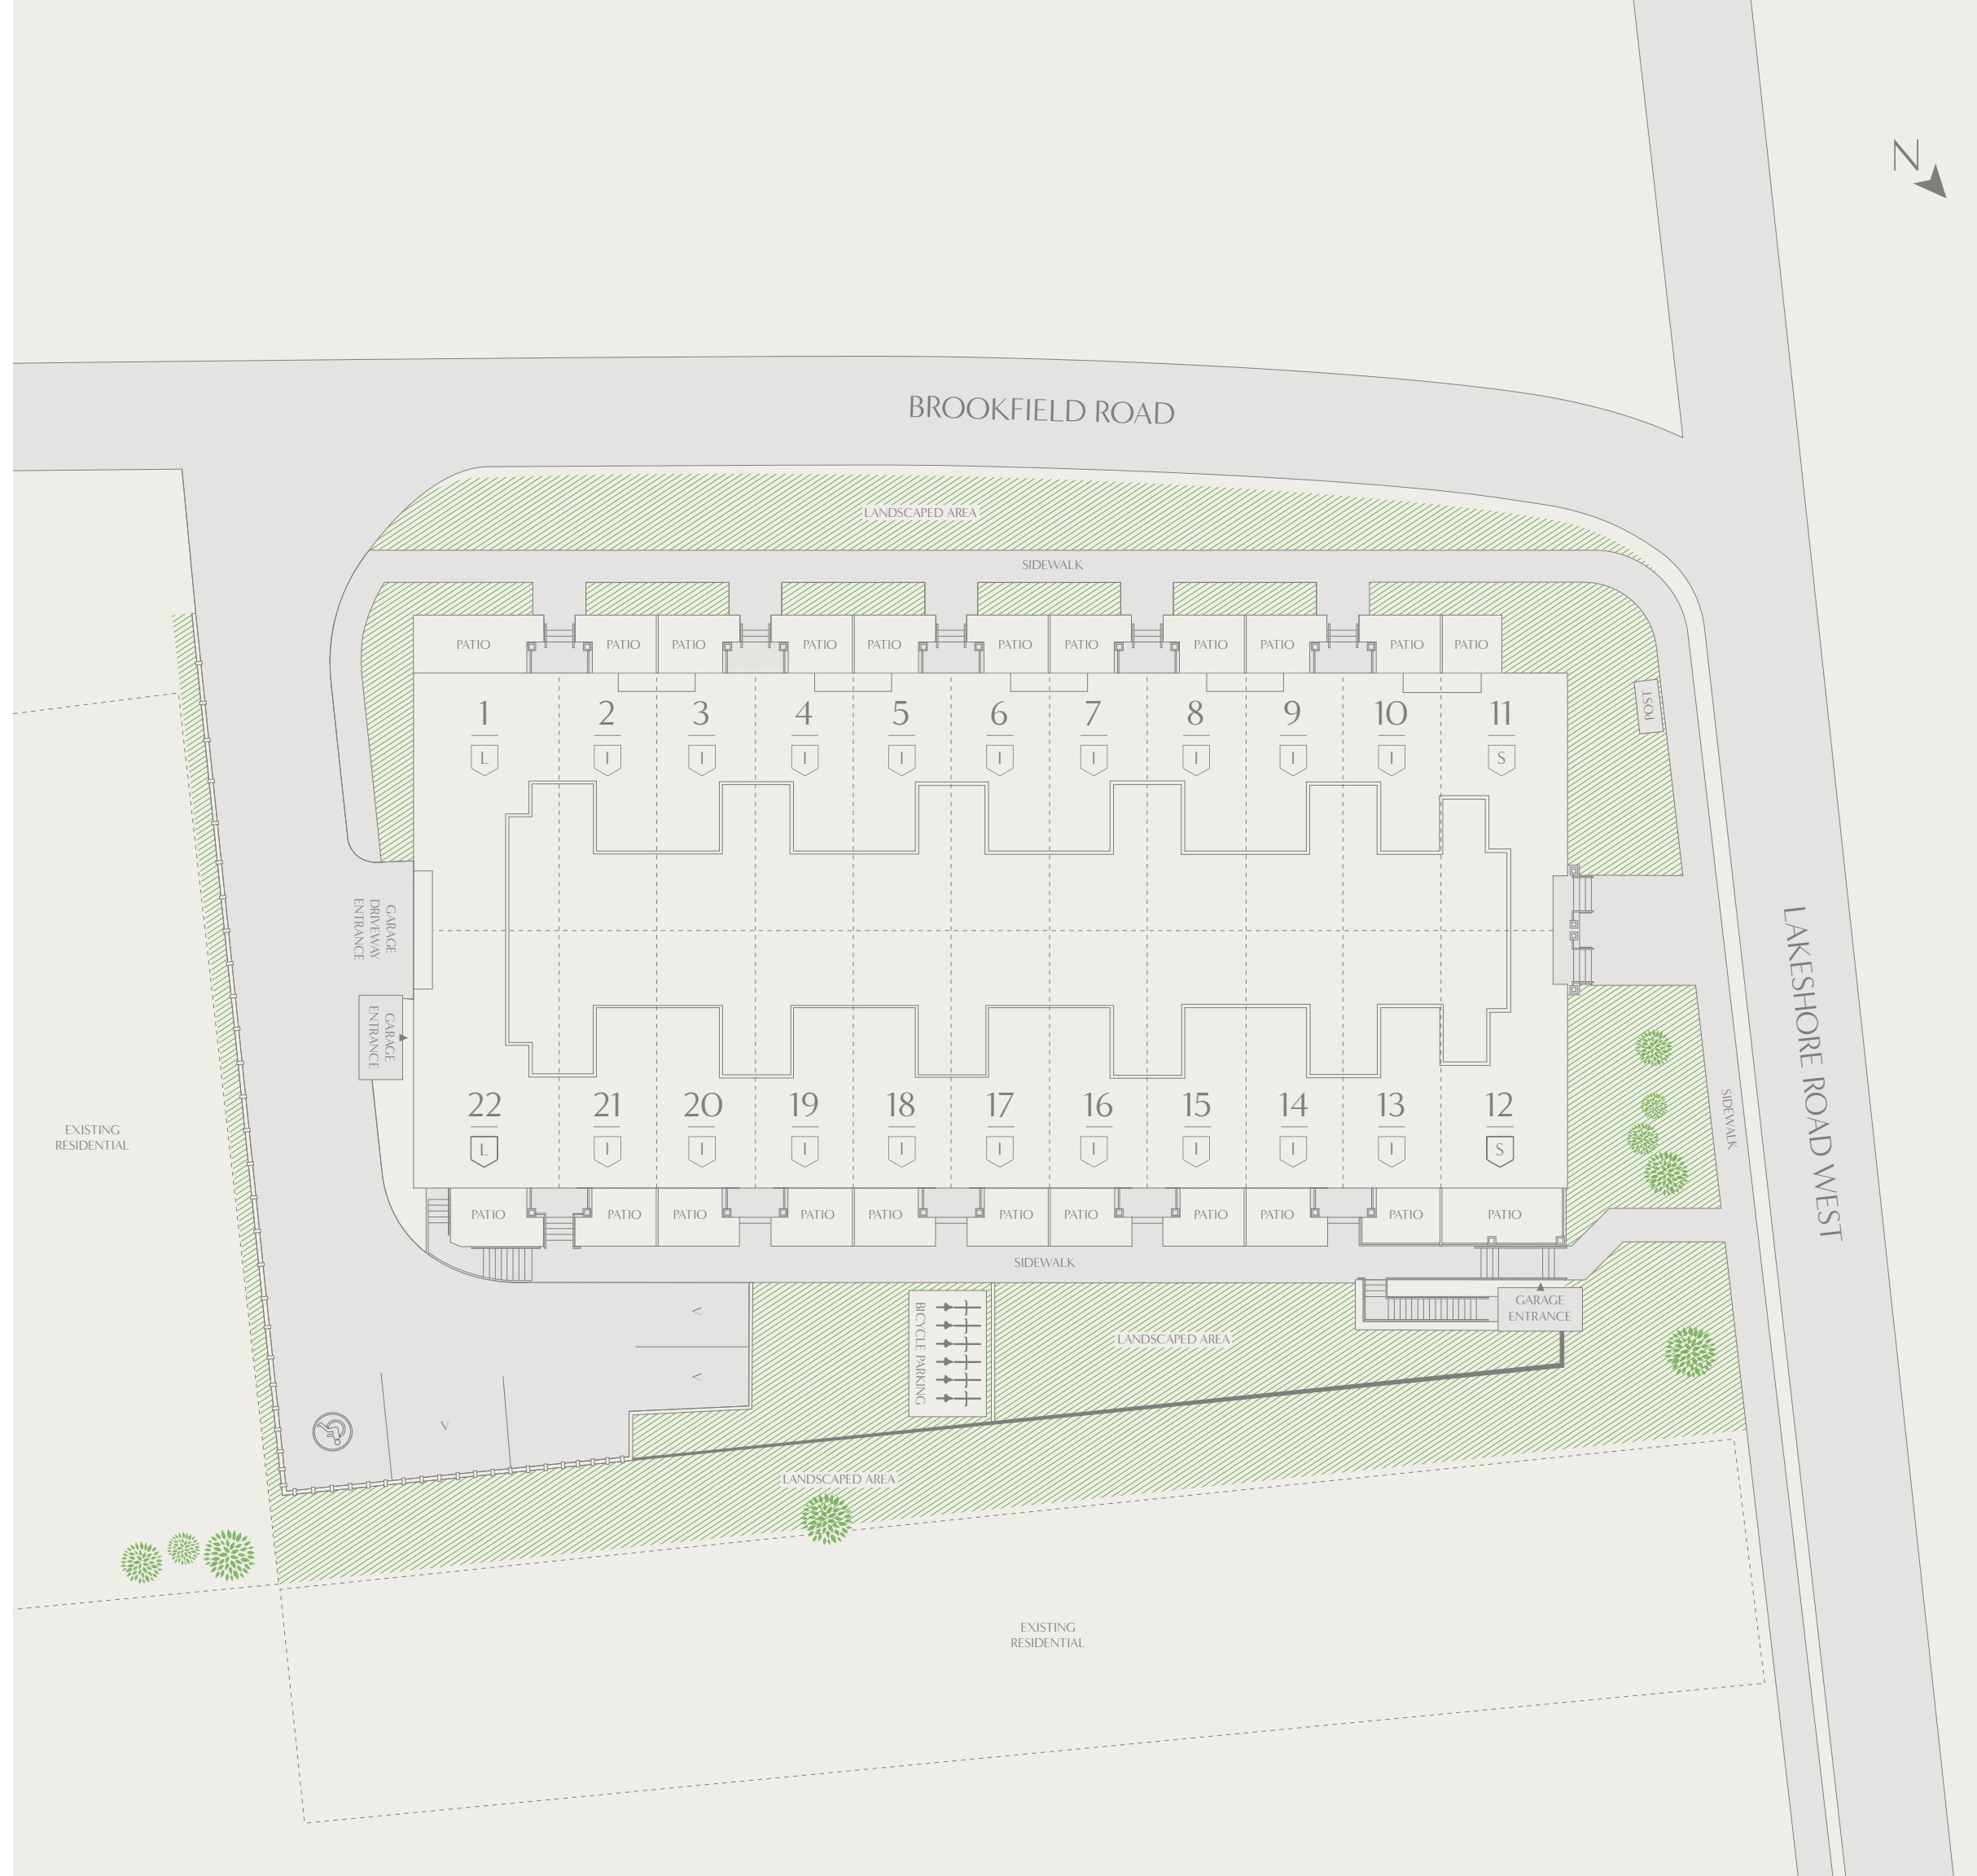 N
BROOKFIELD ROAD
LANDSCAPED AREA
SIDEWALK
PATIO PATIO PATIO PATIO PATIO PATIO PATIO PATIO PATIO PATIO PATIO
POST
1 2 3 4 5 6 7 8 9 10 11
L I I I I I I I I I S
GARAGE
DRIVEWAY
ENTRANCE
LAKESHORE ROAD WEST
GARAGE
ENTRANCE
SIDEWALK
22 21 20 19 18 17 16 15 14 13 12
L I I I I I I I I I S
EXISTING
RESIDENTIAL
PATIO PATIO PATIO PATIO PATIO PATIO PATIO PATIO PATIO PATIO PATIO
SIDEWALK
V
V
V
BICYCLE PARKING
LANDSCAPED AREA
GARAGE
ENTRANCE
LANDSCAPED AREA
EXISTING
RESIDENTIAL